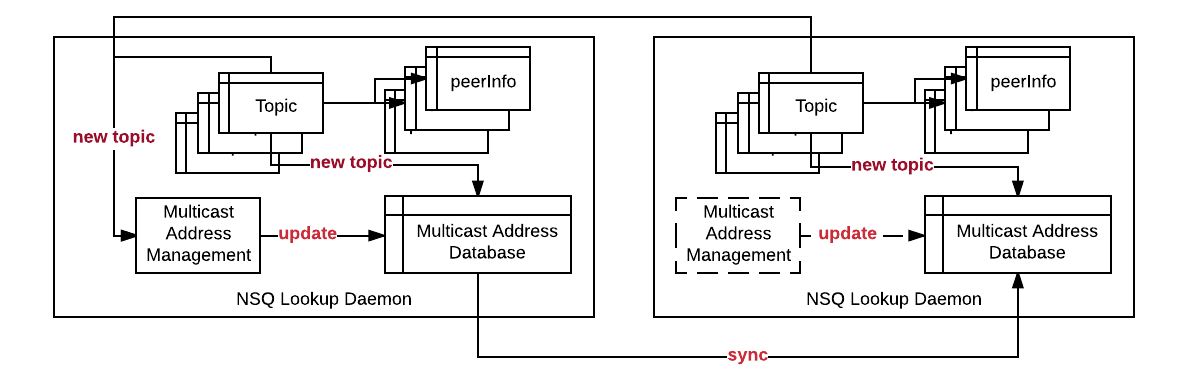 peerInfo
Topic
new topic
new topic
Multicast
Address
Management
update
Multicast Address
Database
NSQ Lookup Daemon
peerInfo
Topic
new topic
Multicast
Address
Management
update
Multicast Address
Database
NSQ Lookup Daemon
sync